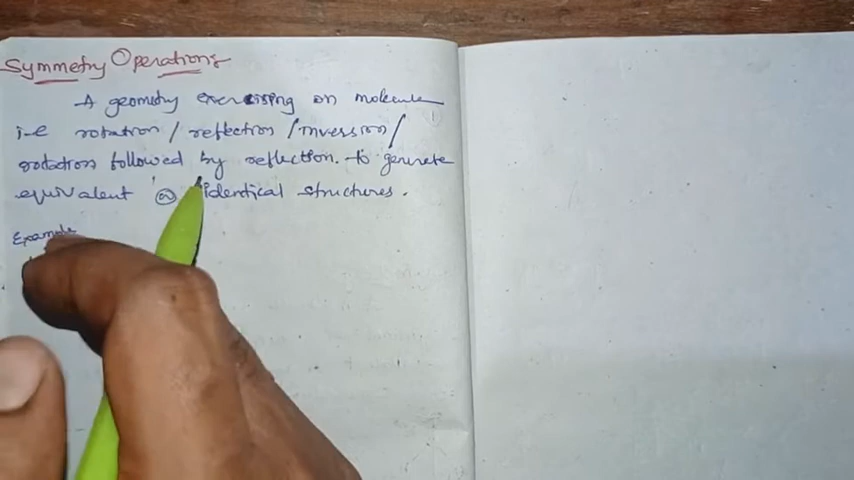 Symmetry Operations
A geometry exercising on molecule
i-e rotation / reflection / inversion /
rotation followed by reflection. to generate
equivalent (or) identical structures.
Example